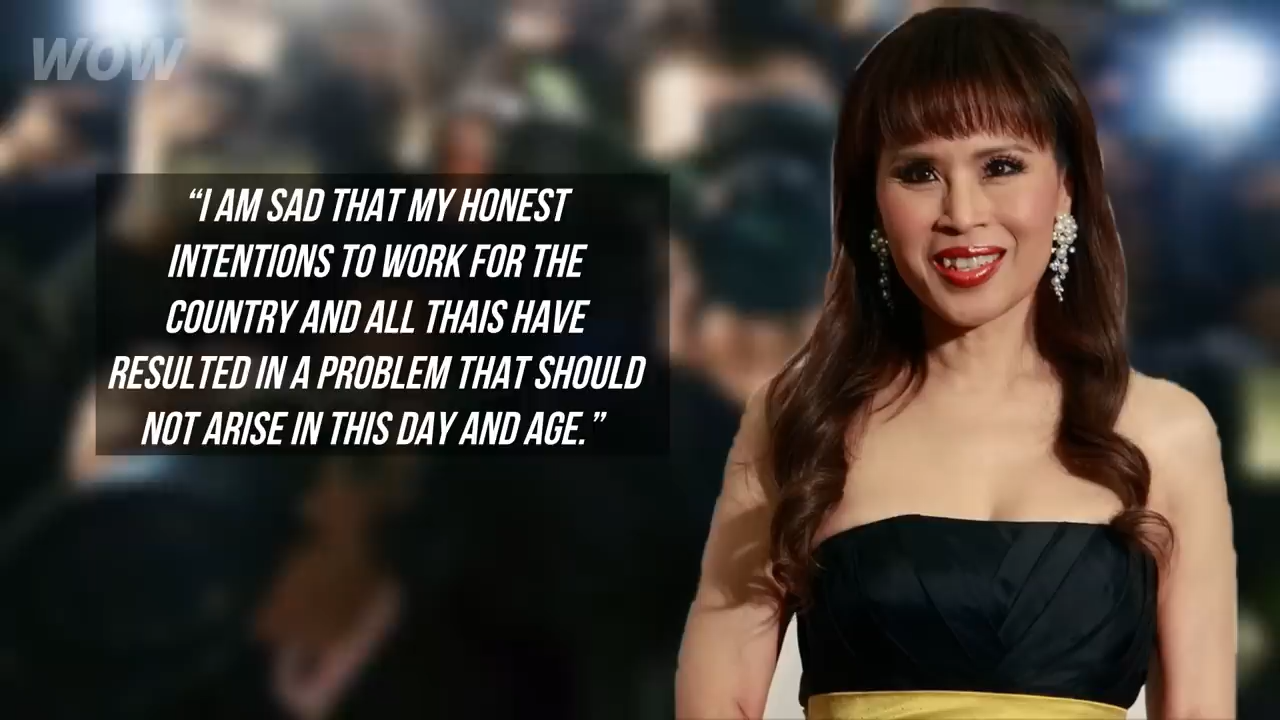 WOW
“I AM SAD THAT MY HONEST
INTENTIONS TO WORK FOR THE
COUNTRY AND ALL THAIS HAVE
RESULTED IN A PROBLEM THAT SHOULD
NOT ARISE IN THIS DAY AND AGE.”